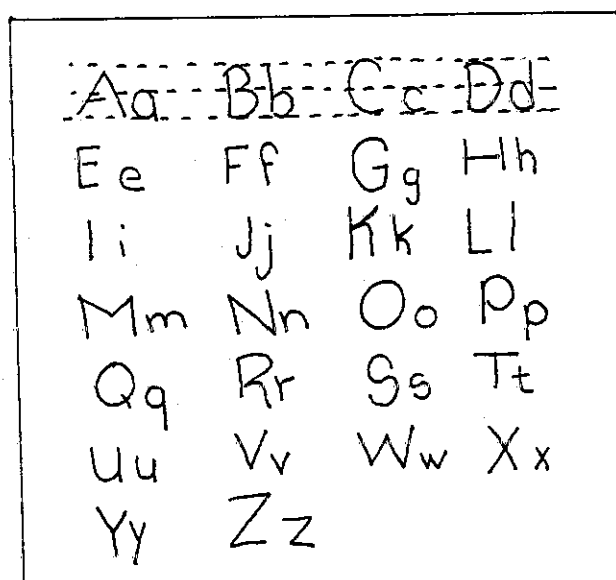 Aa Bb Cc Dd
Ee Ff Gg Hh
Ii Jj Kk Ll
Mm Nn Oo Pp
Qq Rr Ss Tt
Uu Vv Ww Xx
Yy Zz